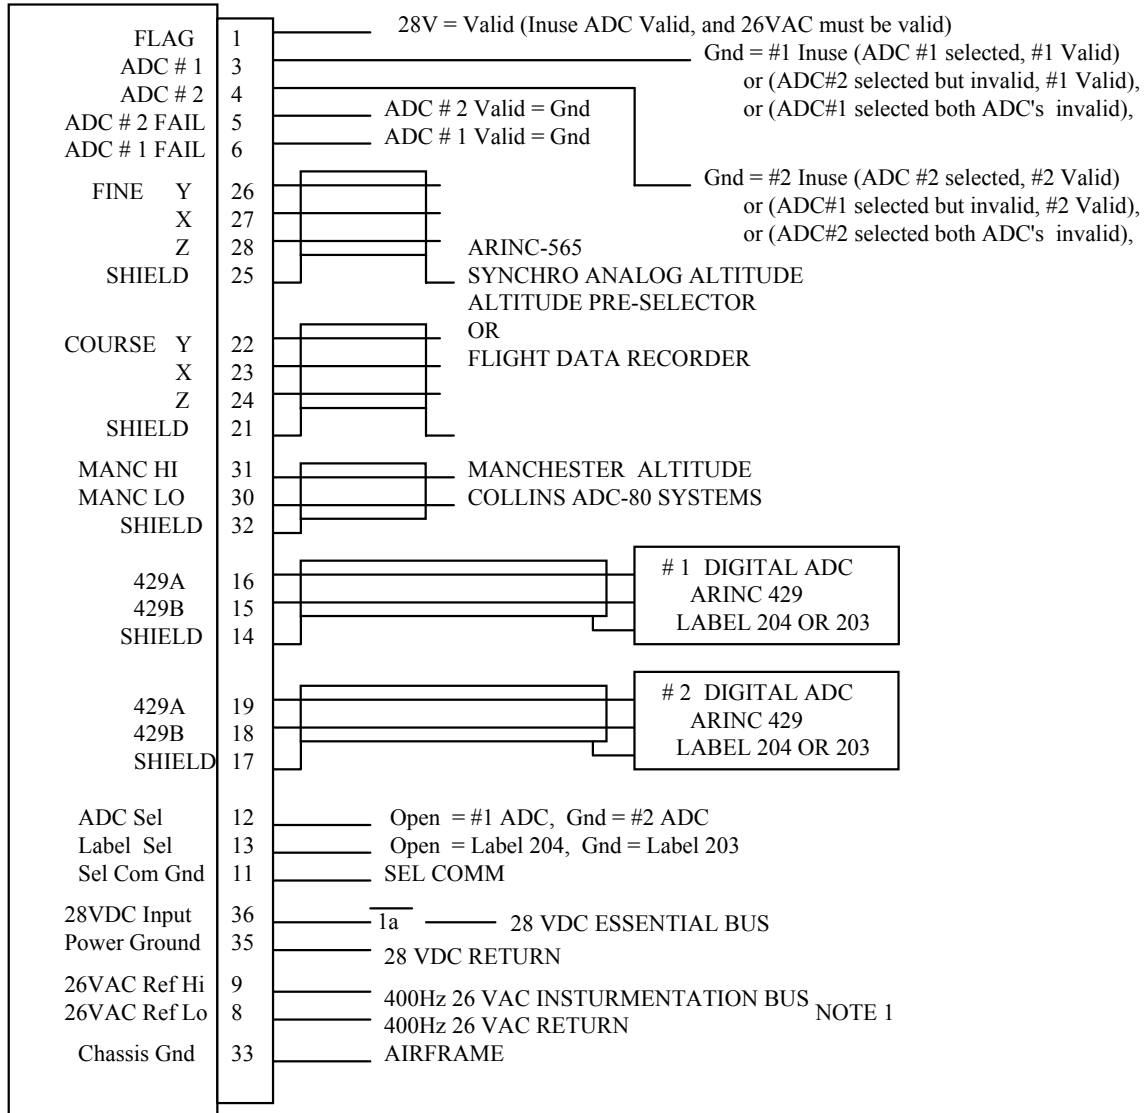 28V = Valid (Inuse ADC Valid, and 26VAC must be valid)
FLAG 1
Gnd = #1 Inuse (ADC #1 selected, #1 Valid)
ADC # 1 3
or (ADC#2 selected but invalid, #1 Valid),
ADC # 2 4
or (ADC#1 selected both ADC's invalid),
ADC # 2 FAIL 5 ADC # 2 Valid = Gnd
ADC # 1 FAIL 6 ADC # 1 Valid = Gnd
Gnd = #2 Inuse (ADC #2 selected, #2 Valid)
or (ADC#1 selected but invalid, #2 Valid),
or (ADC#2 selected both ADC's invalid),
FINE Y 26
X 27
Z 28 ARINC-565
SHIELD 25 SYNCHRO ANALOG ALTITUDE
ALTITUDE PRE-SELECTOR
OR
FLIGHT DATA RECORDER
COURSE Y 22
X 23
Z 24
SHIELD 21
MANC HI 31 MANCHESTER ALTITUDE
MANC LO 30 COLLINS ADC-80 SYSTEMS
SHIELD 32
# 1 DIGITAL ADC
429A 16 ARINC 429
429B 15 LABEL 204 OR 203
SHIELD 14
# 2 DIGITAL ADC
429A 19 ARINC 429
429B 18 LABEL 204 OR 203
SHIELD 17
ADC Sel 12 Open = #1 ADC, Gnd = #2 ADC
Label Sel 13 Open = Label 204, Gnd = Label 203
Sel Com Gnd 11 SEL COMM
28VDC Input 36 1a 28 VDC ESSENTIAL BUS
Power Ground 35 28 VDC RETURN
26VAC Ref Hi 9 400Hz 26 VAC INSTURMENTATION BUS NOTE 1
26VAC Ref Lo 8 400Hz 26 VAC RETURN
Chassis Gnd 33 AIRFRAME